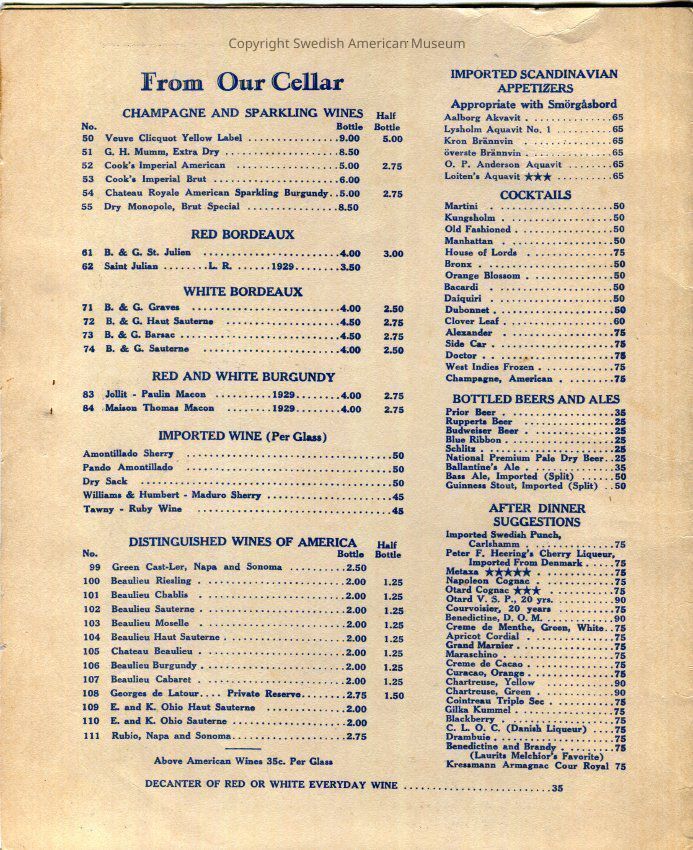 Copyright Swedish American Museum
From Our Cellar
CHAMPAGNE AND SPARKLING WINES
No. Bottle Half Bottle
50 Veuve Clicquot Yellow Label ................9.00 5.00
51 G. H. Mumm, Extra Dry ....................8.50
52 Cook's Imperial American ..................5.00 2.75
53 Cook's Imperial Brut ......................6.00
54 Chateau Royale American Sparkling Burgundy..5.00 2.75
55 Dry Monopole, Brut Special ................8.50
RED BORDEAUX
61 B. & G. St. Julien ........................4.00 3.00
62 Saint Julian ........L. R. ......1929........3.50
WHITE BORDEAUX
71 B. & G. Graves ..........................4.00 2.50
72 B. & G. Haut Sauterne ....................4.50 2.75
73 B. & G. Barsac ..........................4.50 2.75
74 B. & G. Sauterne ........................4.00 2.50
RED AND WHITE BURGUNDY
83 Jollit - Paulin Macon ..........1929........4.00 2.75
84 Maison Thomas Macon ..........1929........4.00 2.75
IMPORTED WINE (Per Glass)
Amontillado Sherry ................................50
Pando Amontillado ................................50
Dry Sack ........................................50
Williams & Humbert - Maduro Sherry ..................45
Tawny - Ruby Wine ................................45
DISTINGUISHED WINES OF AMERICA
No. Bottle Half Bottle
99 Green Cast-Ler, Napa and Sonoma ............2.50
100 Beaulieu Riesling ........................2.00 1.25
101 Beaulieu Chablis ........................2.00 1.25
102 Beaulieu Sauterne ........................2.00 1.25
103 Beaulieu Moselle ........................2.00 1.25
104 Beaulieu Haut Sauterne ....................2.00 1.25
105 Chateau Beaulieu ........................2.00 1.25
106 Beaulieu Burgundy ........................2.00 1.25
107 Beaulieu Cabaret ........................2.00 1.25
108 Georges de Latour.... Private Reserve........2.75 1.50
109 E. and K. Ohio Haut Sauterne ..............2.00
110 E. and K. Ohio Sauterne ..................2.00
111 Rubio, Napa and Sonoma....................2.75
Above American Wines 35c. Per Glass
DECANTER OF RED OR WHITE EVERYDAY WINE ..........................35
IMPORTED SCANDINAVIAN
APPETIZERS
Appropriate with Smörgåsbord
Aalborg Akvavit ................65
Lysholm Aquavit No. 1 ..........65
Kron Brännvin ................65
överste Brännvin ..............65
O. P. Anderson Aquavit ........65
Loiten's Aquavit ★★★ ..........65
COCKTAILS
Martini ......................50
Kungsholm ....................50
Old Fashioned ................50
Manhattan ....................50
House of Lords ................75
Bronx ........................50
Orange Blossom ................50
Bacardi ......................50
Daiquiri ......................50
Dubonnet ......................50
Clover Leaf ....................60
Alexander ....................75
Side Car ......................75
Doctor ........................75
West Indies Frozen ............75
Champagne, American ..........75
BOTTLED BEERS AND ALES
Prior Beer ....................35
Rupperts Beer ................25
Budweiser Beer ................25
Blue Ribbon ..................25
Schlitz ......................25
National Premium Pale Dry Beer..25
Ballantine's Ale ..............35
Bass Ale, Imported (Split) ......50
Guinness Stout, Imported (Split) ..50
AFTER DINNER
SUGGESTIONS
Imported Swedish Punch,
Carlshamm ................75
Peter F. Heering's Cherry Liqueur,
Imported From Denmark ......75
Metaxa ★★★★★ ..............75
Napoleon Cognac ..............75
Otard Cognac ★★★ ............75
Otard V. S. P., 20 yrs. ..........90
Courvoisier, 20 years ..........75
Benedictine, D. O. M. ..........90
Creme de Menthe, Green, White..75
Apricot Cordial ................75
Grand Marnier ................75
Maraschino ....................75
Creme de Cacao ................75
Curacao, Orange ................75
Chartreuse, Yellow ............90
Chartreuse, Green ............90
Cointreau Triple Sec ............75
Gilka Kummel ................75
Blackberry ....................75
C. L. O. C. (Danish Liqueur) ....75
Drambuie ......................75
Benedictine and Brandy ........75
(Laurits Melchior's Favorite)
Kressmann Armagnac Cour Royal 75